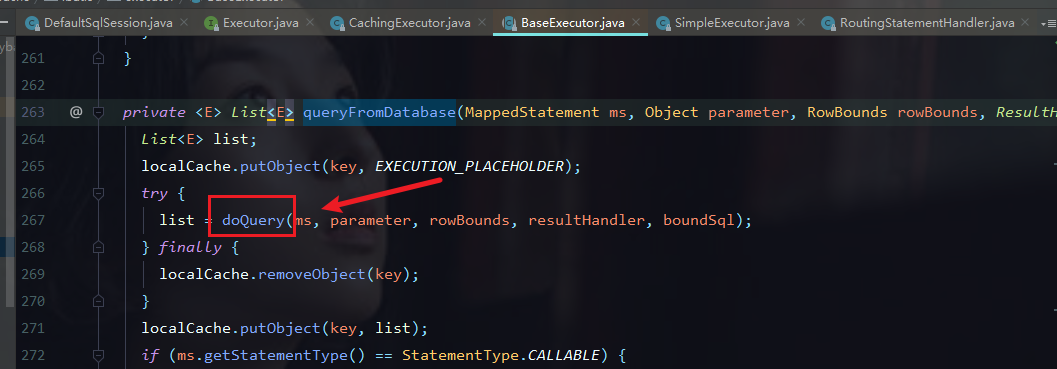 DefaultSqlSession.java × Executor.java × CachingExecutor.java × BaseExecutor.java × SimpleExecutor.java × RoutingStatementHandler.java ×
261 }
262
263 @ private <E> List<E> queryFromDatabase(MappedStatement ms, Object parameter, RowBounds rowBounds, ResultH
264 List<E> list;
265 localCache.putObject(key, EXECUTION_PLACEHOLDER);
266 try {
267 list = doQuery(ms, parameter, rowBounds, resultHandler, boundSql);
268 } finally {
269 localCache.removeObject(key);
270 }
271 localCache.putObject(key, list);
272 if (ms.getStatementType() == StatementType.CALLABLE) {